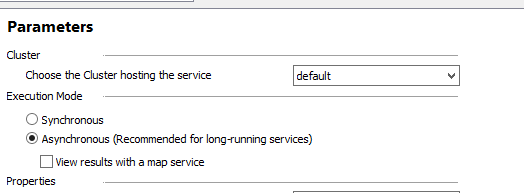 Parameters
Cluster
Choose the Cluster hosting the service default
Execution Mode
Synchronous
Asynchronous (Recommended for long-running services)
View results with a map service
Properties